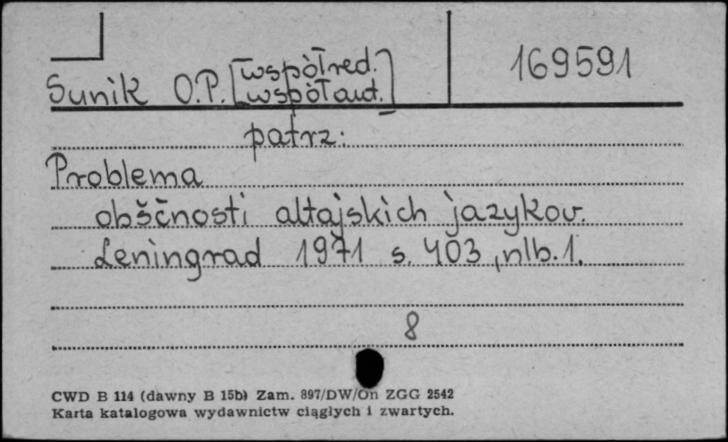 169591
Sunik O.P. [współred. współaut.]
patrz:
Problema
obščnosti altajskich jazykov.
Leningrad 1971 s. 403, nlb. 1.
8
CWD B 114 (dawny B 15b) Zam. 897/DW/On ZGG 2542
Karta katalogowa wydawnictw ciągłych i zwartych.